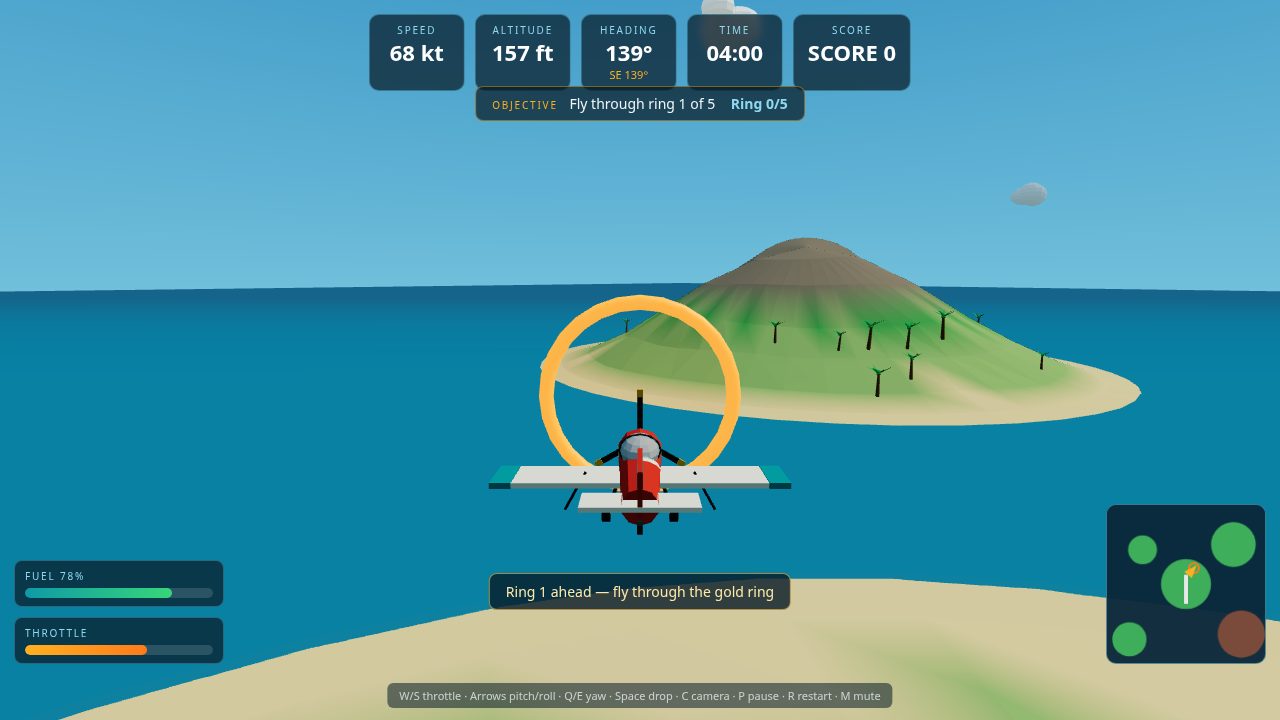 SPEED
68 kt
ALTITUDE
157 ft
HEADING
139°
SE 139°
TIME
04:00
SCORE
SCORE 0
OBJECTIVE Fly through ring 1 of 5 Ring 0/5
Ring 1 ahead — fly through the gold ring
FUEL 78%
THROTTLE
W/S throttle · Arrows pitch/roll · Q/E yaw · Space drop · C camera · P pause · R restart · M mute